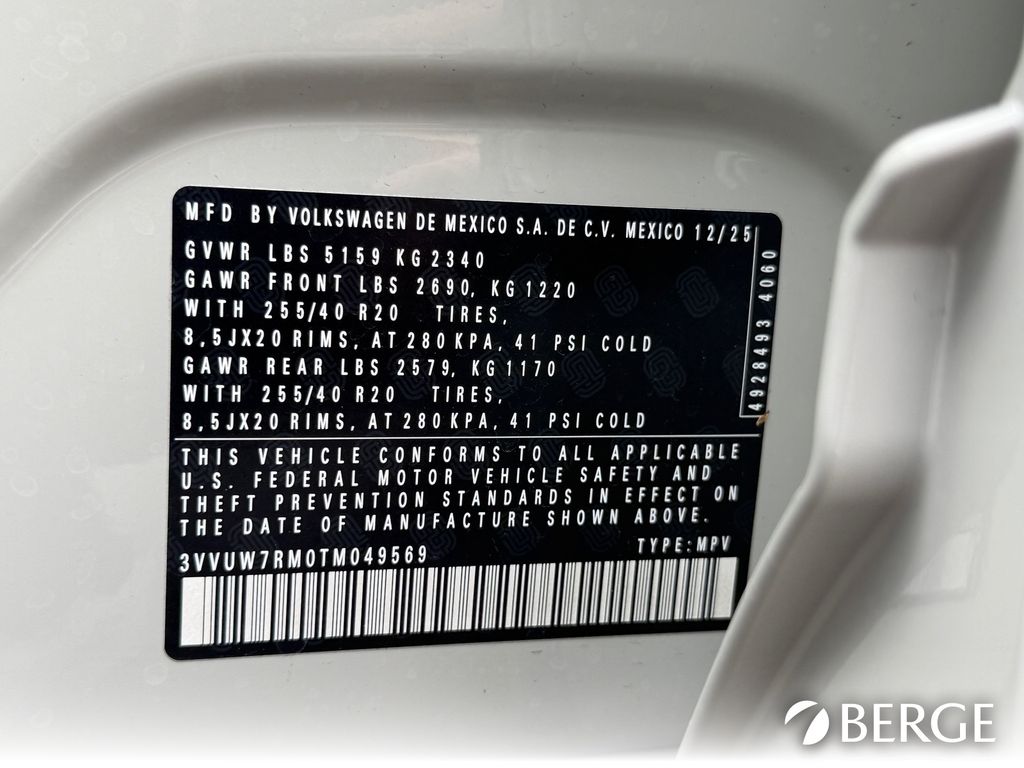 MFD BY VOLKSWAGEN DE MEXICO S.A. DE C.V. MEXICO 12/25
GVWR LBS 5159 KG 2340
GAWR FRONT LBS 2690, KG 1220
WITH 255/40 R20 TIRES,
8,5JX20 RIMS, AT 280 KPA, 41 PSI COLD
GAWR REAR LBS 2579, KG 1170
WITH 255/40 R20 TIRES,
8,5JX20 RIMS, AT 280 KPA, 41 PSI COLD
4928493 4060
THIS VEHICLE CONFORMS TO ALL APPLICABLE
U.S. FEDERAL MOTOR VEHICLE SAFETY AND
THEFT PREVENTION STANDARDS IN EFFECT ON
THE DATE OF MANUFACTURE SHOWN ABOVE.
3VVUW7RM0TM049569 TYPE: MPV
BERGE